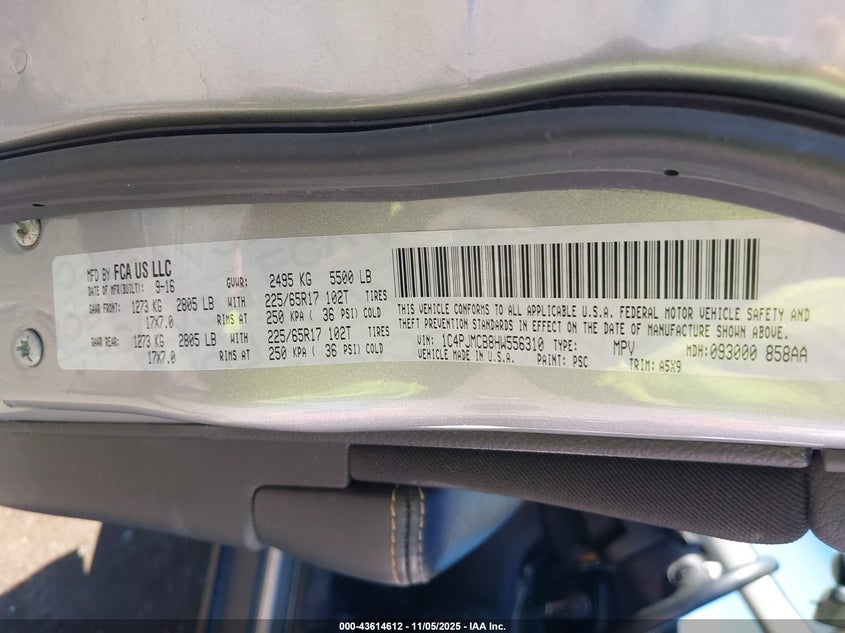 MFD BY FCA US LLC
DATE OF MFR(BUILT): 9-16 GVWR: 2495 KG 5500 LB
GAWR FRONT: 1273 KG 2805 LB WITH 225/65R17 102T TIRES
17X7.0 RIMS AT 250 KPA ( 36 PSI) COLD
GAWR REAR: 1273 KG 2805 LB WITH 225/65R17 102T TIRES
17X7.0 RIMS AT 250 KPA ( 36 PSI) COLD
THIS VEHICLE CONFORMS TO ALL APPLICABLE U.S.A. FEDERAL MOTOR VEHICLE SAFETY AND
THEFT PREVENTION STANDARDS IN EFFECT ON THE DATE OF MANUFACTURE SHOWN ABOVE.
VIN: 1C4PJMCB8HW556310 TYPE: MPV MDH:093000 858AA
VEHICLE MADE IN U.S.A. PAINT: PSC TRIM: A5X9
000-43614612 - 11/05/2025 - IAA Inc.